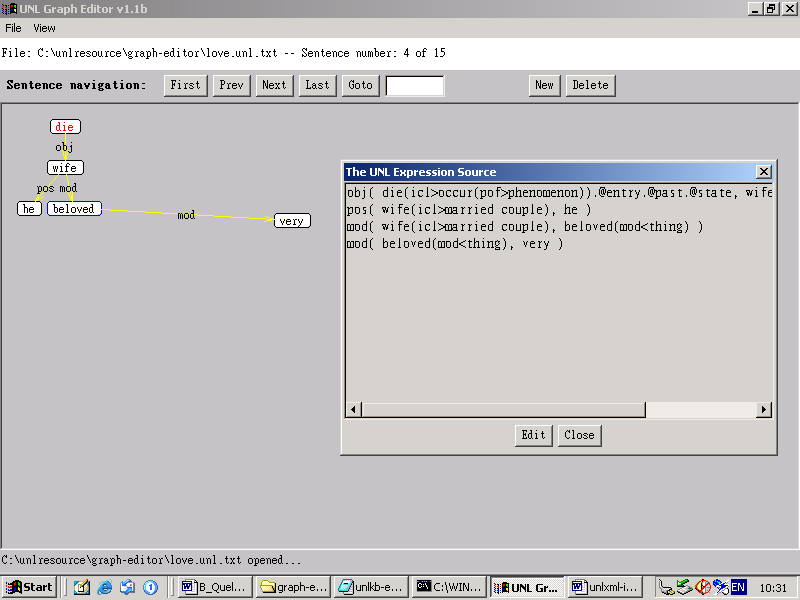 UNL Graph Editor v1.1b
File View
File: C:\unlresource\graph-editor\love.unl.txt -- Sentence number: 4 of 15
Sentence navigation: First Prev Next Last Goto New Delete
die
obj
wife
pos mod
he beloved mod very
The UNL Expression Source
obj( die(icl>occur(pof>phenomenon)).@entry.@past.@state, wife
pos( wife(icl>married couple), he )
mod( wife(icl>married couple), beloved(mod<thing) )
mod( beloved(mod<thing), very )
Edit Close
C:\unlresource\graph-editor\love.unl.txt opened...
Start B_Quel... graph-e... unlkb-e... C:\WIN... UNL Gr... unlxml-i... EN 10:31